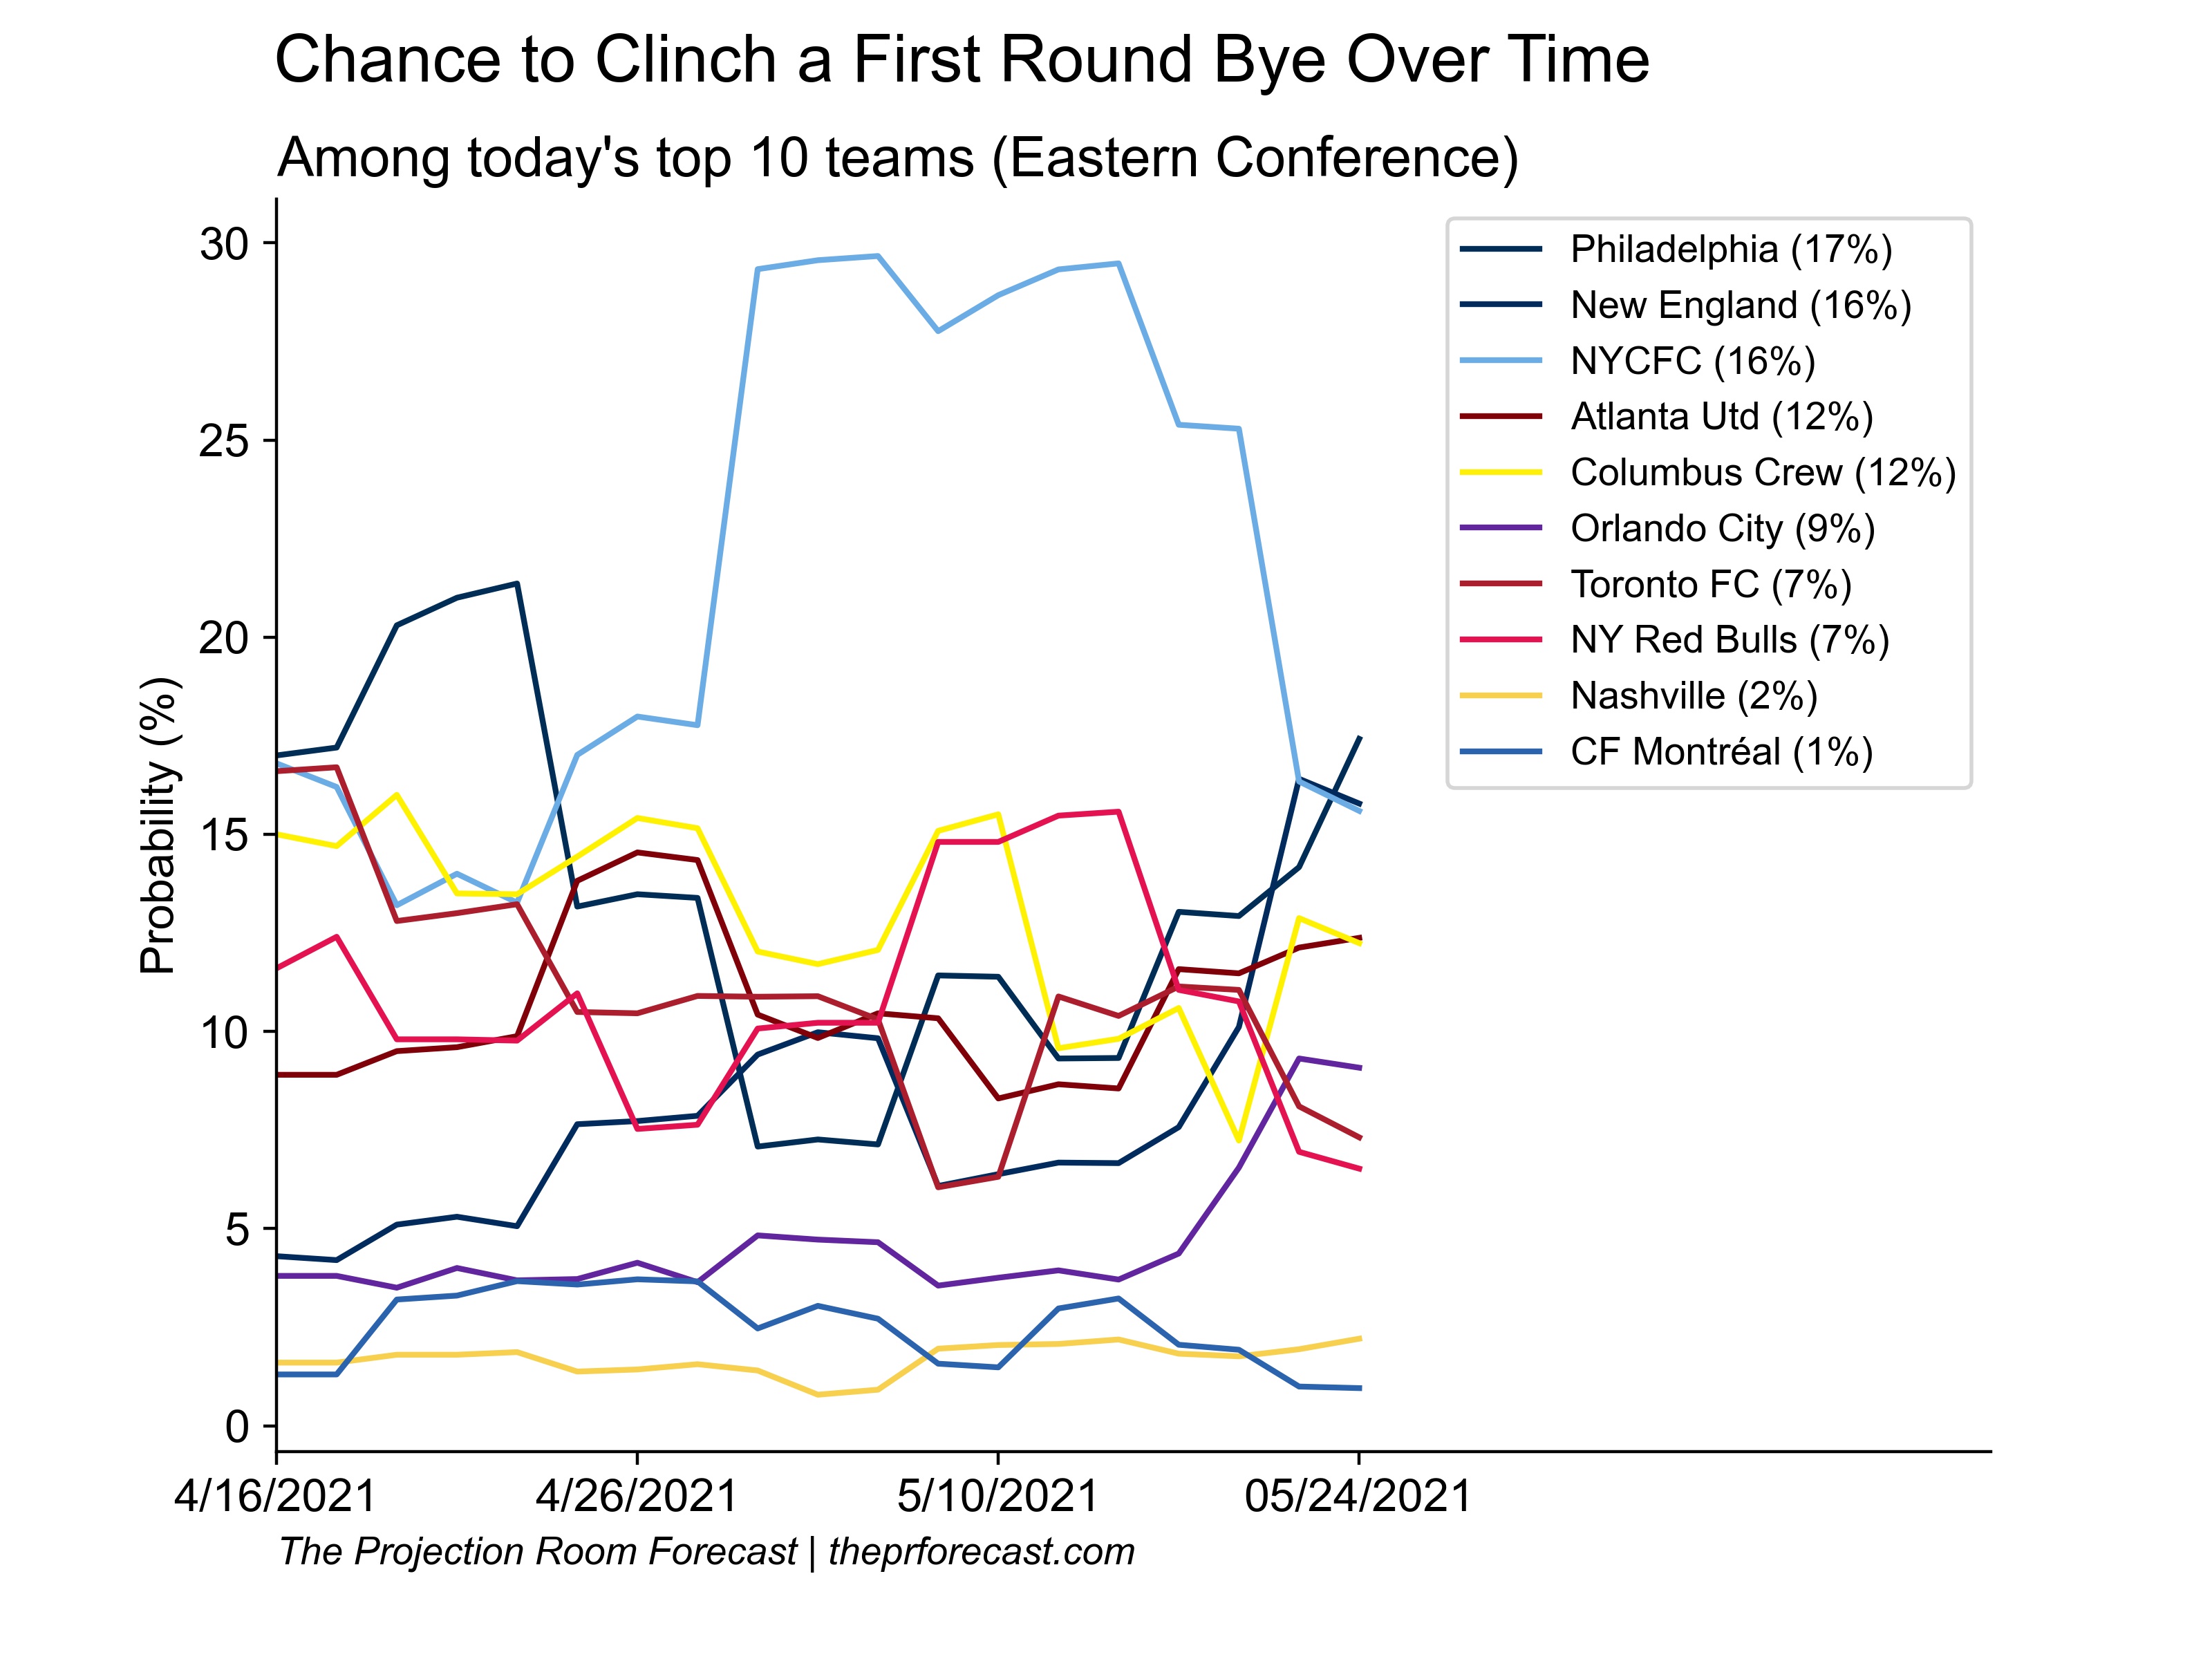 Chance to Clinch a First Round Bye Over Time
Among today's top 10 teams (Eastern Conference)
Probability (%)
30
25
20
15
10
5
0
4/16/2021
4/26/2021
5/10/2021
05/24/2021
Philadelphia (17%)
New England (16%)
NYCFC (16%)
Atlanta Utd (12%)
Columbus Crew (12%)
Orlando City (9%)
Toronto FC (7%)
NY Red Bulls (7%)
Nashville (2%)
CF Montréal (1%)
The Projection Room Forecast | theprforecast.com